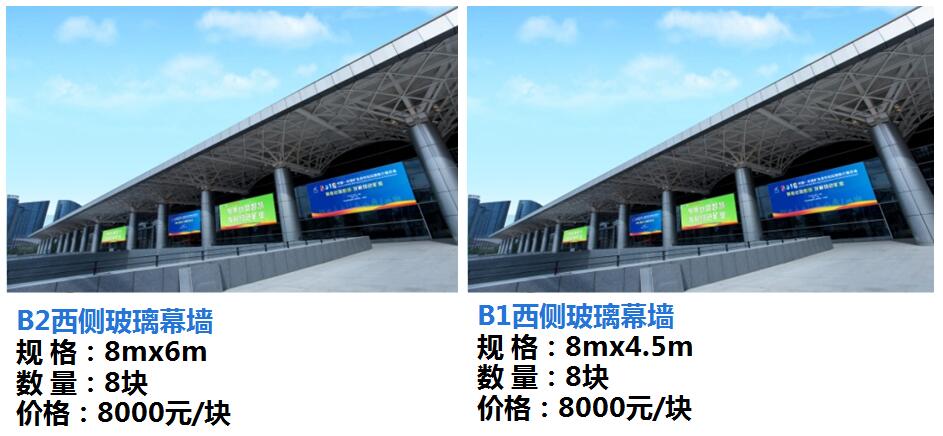 B2西侧玻璃幕墙
规 格：8mx6m
数 量：8块
价格：8000元/块
B1西侧玻璃幕墙
规 格：8mx4.5m
数 量：8块
价格：8000元/块